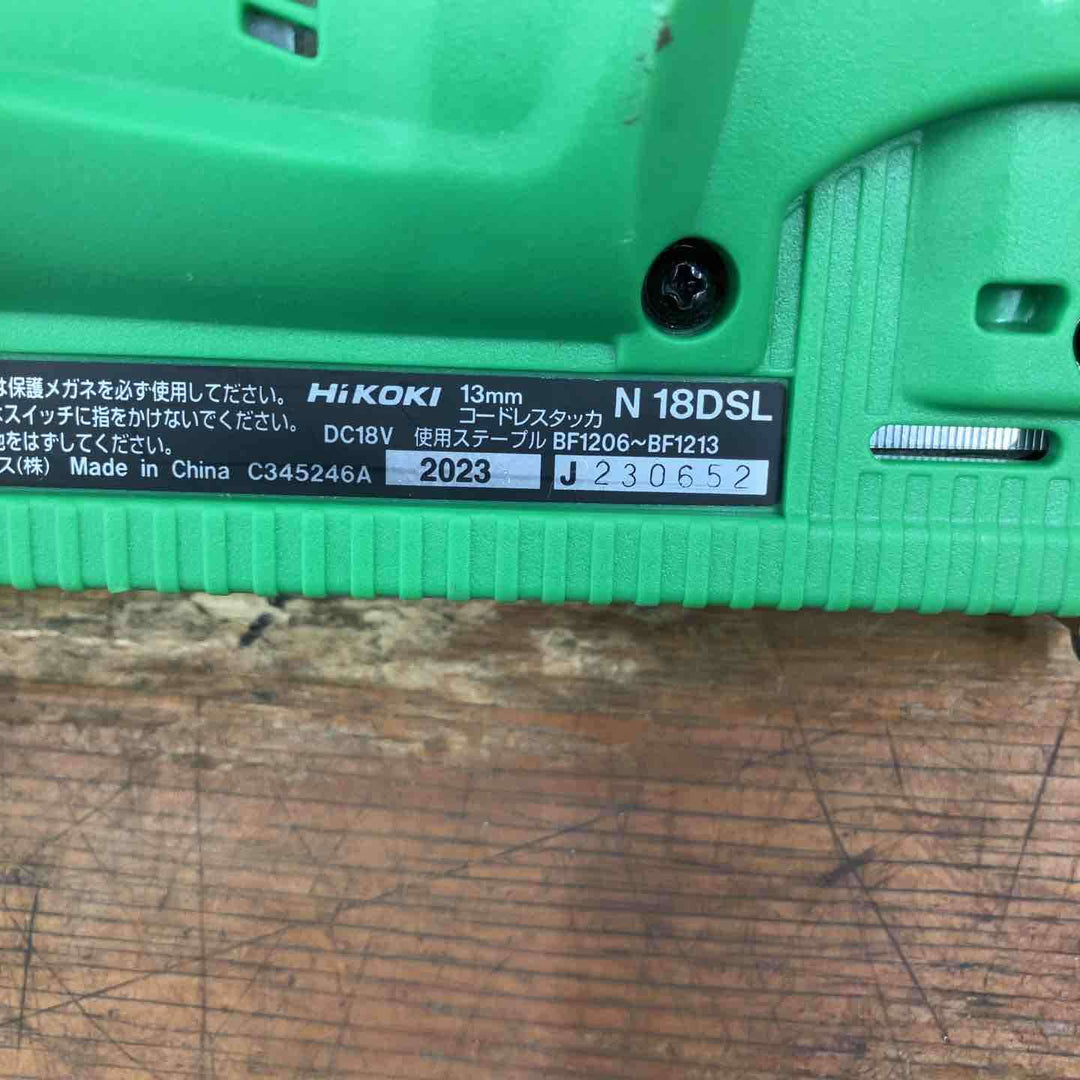 は保護メガネを必ず使用してださい。 HiKOKI 13mm コードレスタッカ N 18DSL
スイッチに指をかけないでください。 DC18V 使用ステープル BF1206~BF1213
をはずしてください。
ス(株) Made in China C345246A 2023 J 230652